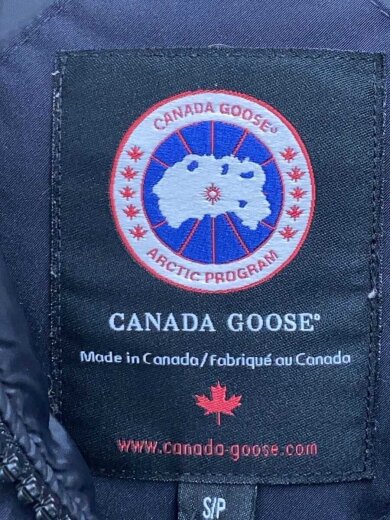 CANADA GOOSE®
ARCTIC PROGRAM
CANADA GOOSE®
Made in Canada/Fabriqué au Canada
www.canada-goose.com
S/P